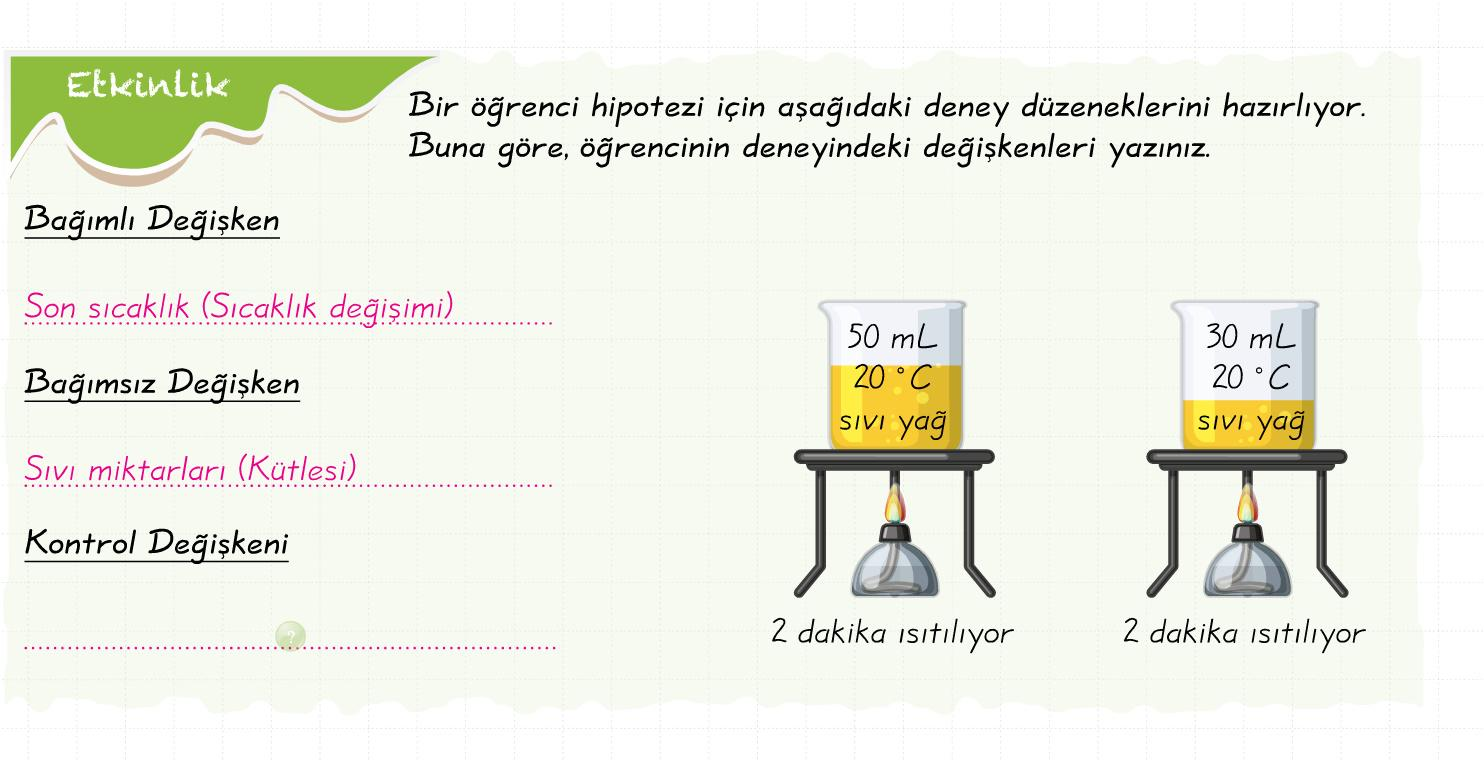 Etkinlik
Bir öğrenci hipotezi için aşağıdaki deney düzeneklerini hazırlıyor.
Buna göre, öğrencinin deneyindeki değişkenleri yazınız.
Bağımlı Değişken
Son sıcaklık (Sıcaklık değişimi)
Bağımsız Değişken
Sıvı miktarları (Kütlesi)
Kontrol Değişkeni
?
50 mL
20 °C
sıvı yağ
2 dakika ısıtılıyor
30 mL
20 °C
sıvı yağ
2 dakika ısıtılıyor